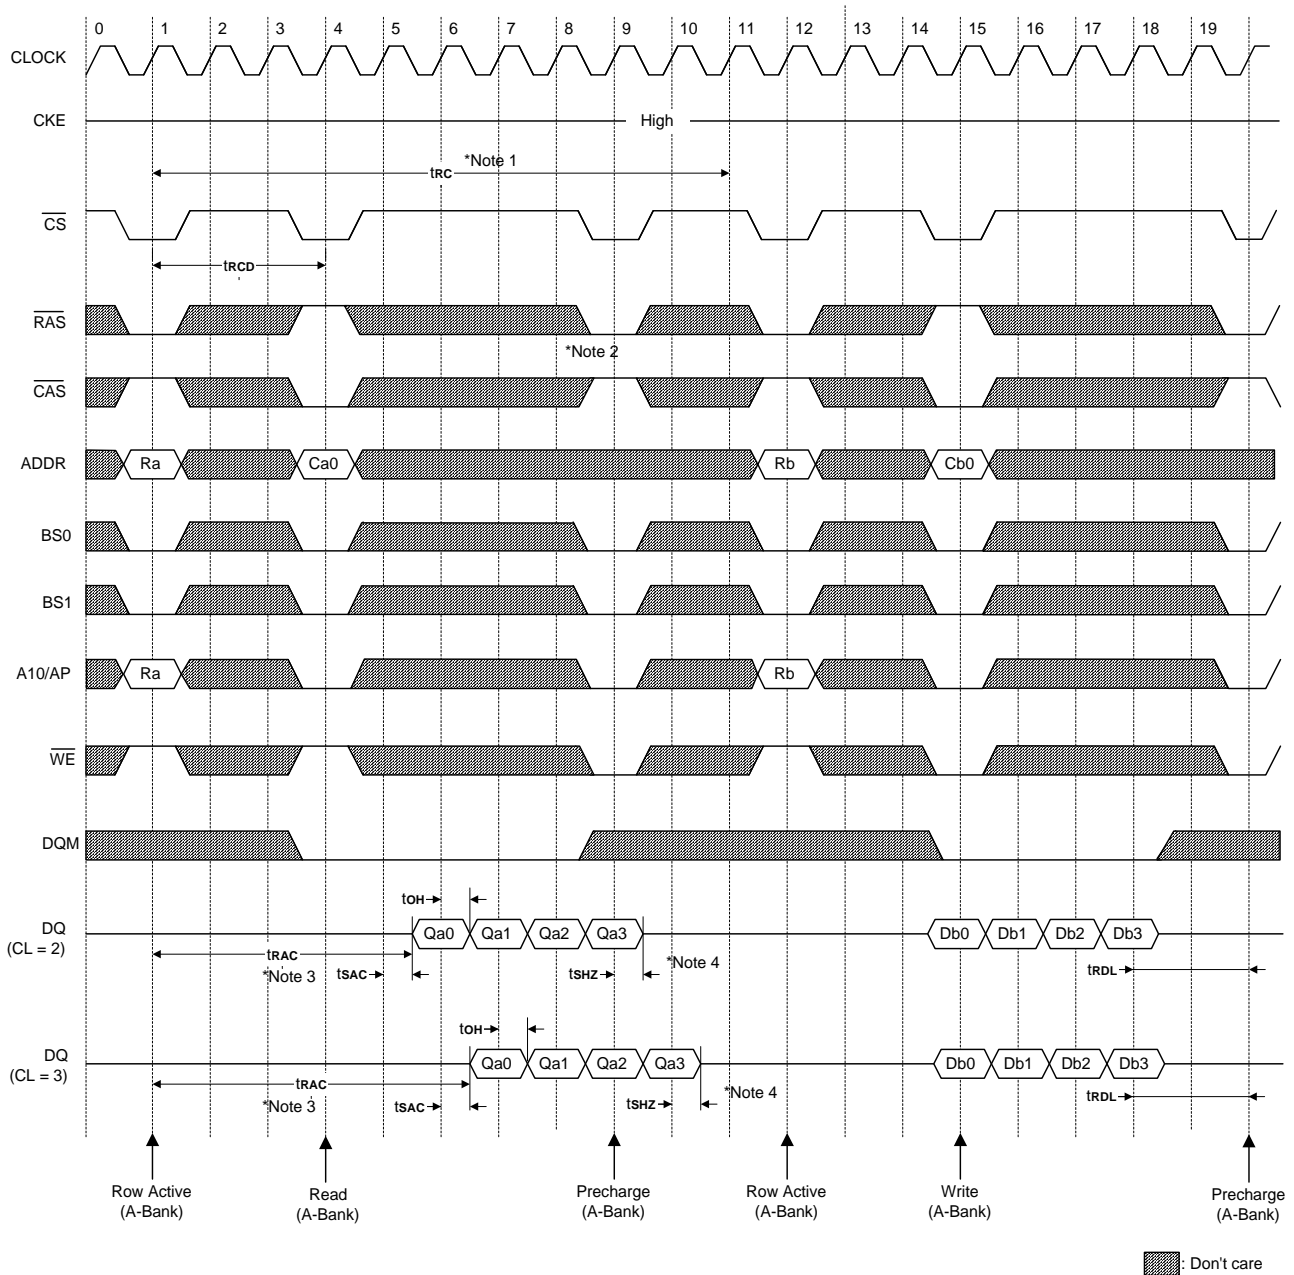 0 1 2 3 4 5 6 7 8 9 10 11 12 13 14 15 16 17 18 19
CLOCK
CKE
High
*Note 1
tRC
CS
tRCD
RAS
*Note 2
CAS
ADDR Ra Ca0 Rb Cb0
BS0
BS1
A10/AP Ra Rb
WE
DQM
tOH
DQ
(CL = 2)
Qa0 Qa1 Qa2 Qa3 Db0 Db1 Db2 Db3
tRAC
*Note 3 tSAC tSHZ *Note 4 tRDL
tOH
DQ
(CL = 3)
Qa0 Qa1 Qa2 Qa3 Db0 Db1 Db2 Db3
tRAC
*Note 3 tSAC tSHZ *Note 4 tRDL
Row Active
(A-Bank)
Read
(A-Bank)
Precharge
(A-Bank)
Row Active
(A-Bank)
Write
(A-Bank)
Precharge
(A-Bank)
: Don't care